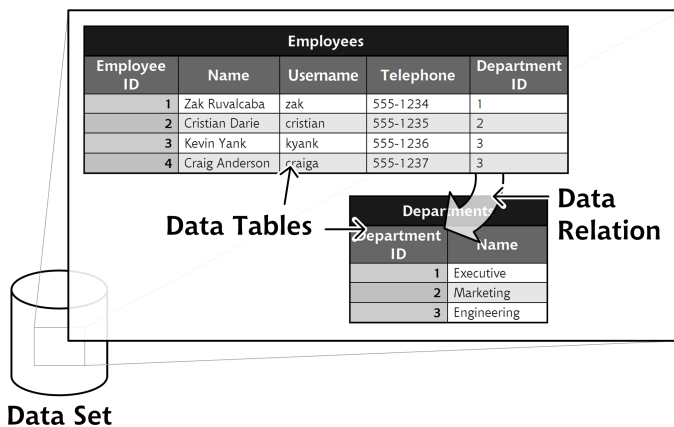 Employees
Employee ID Name Username Telephone Department ID
1 Zak Ruvalcaba zak 555-1234 1
2 Cristian Darie cristian 555-1235 2
3 Kevin Yank kyank 555-1236 3
4 Craig Anderson craiga 555-1237 3
Data Tables
Data
Relation
Departments
Department ID Name
1 Executive
2 Marketing
3 Engineering
Data Set